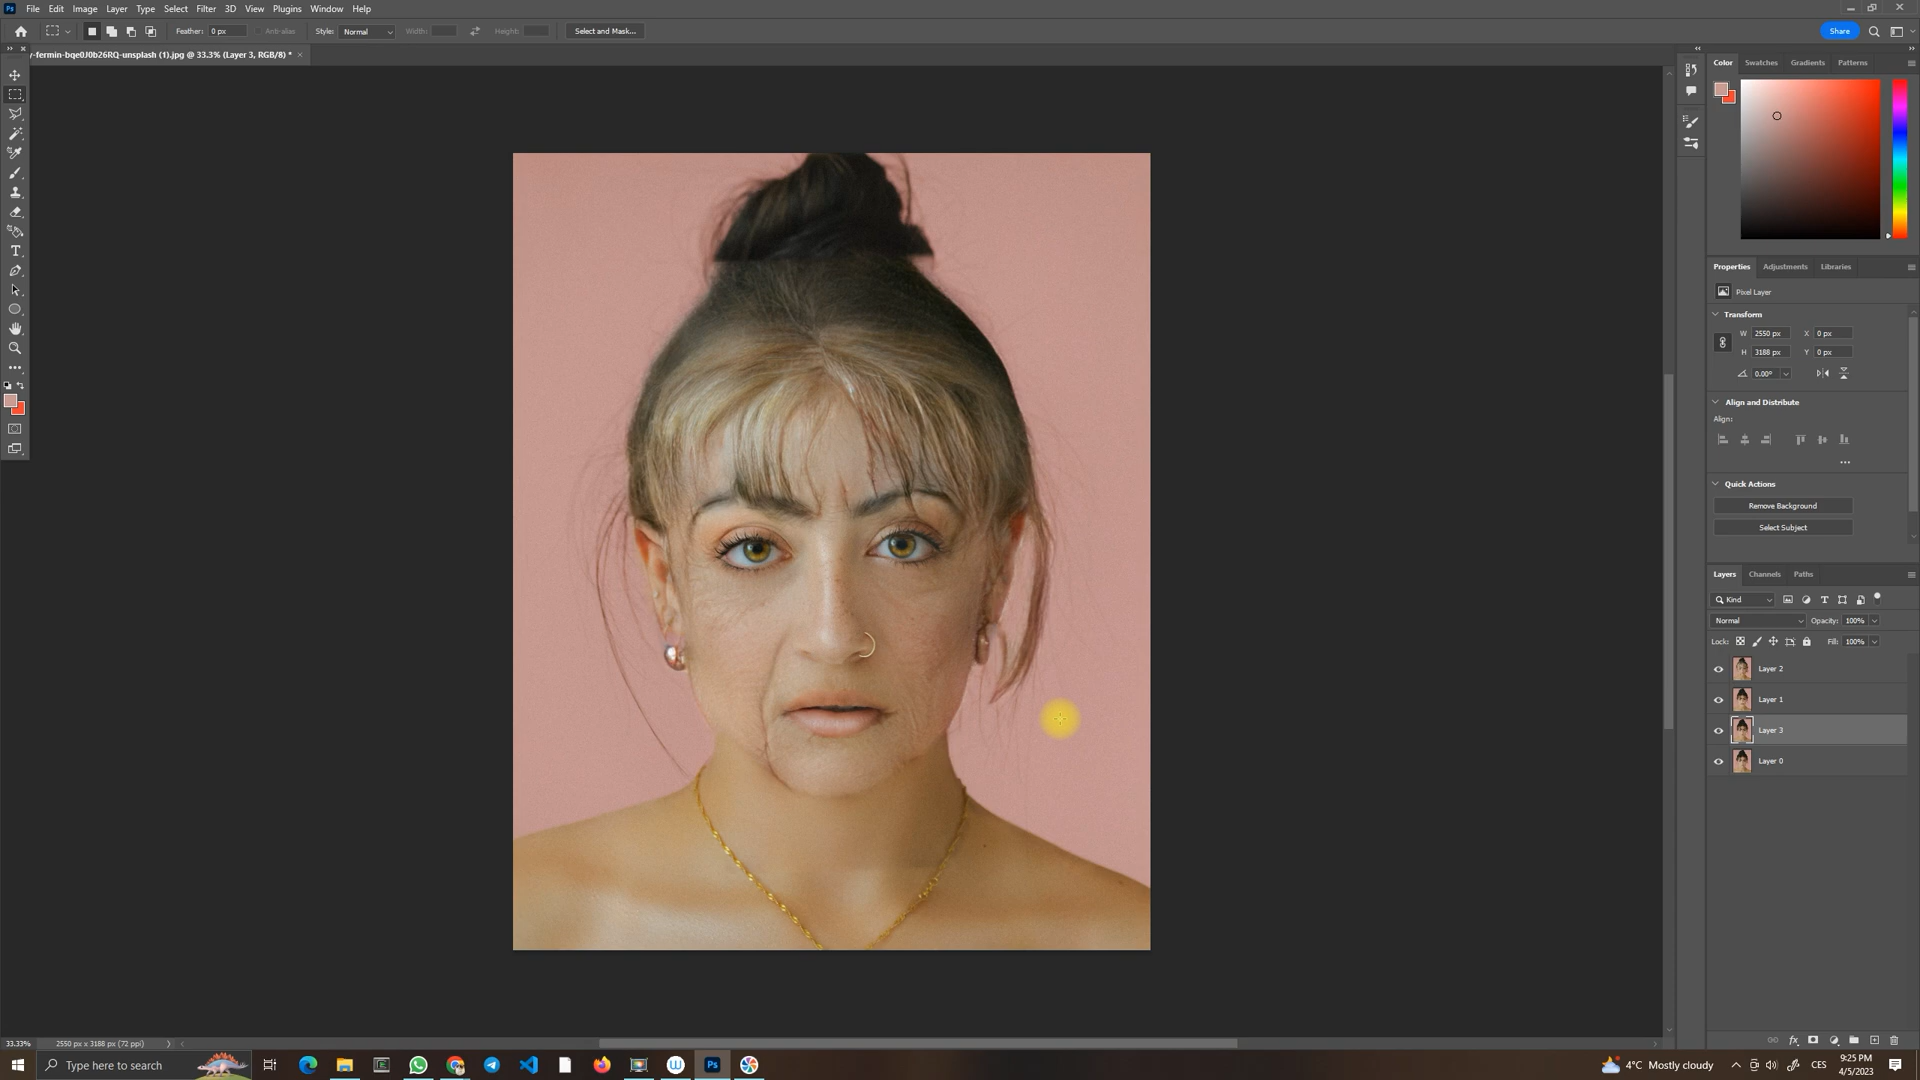 Ps File Edit Image Layer Type Select Filter 3D View Plugins Window Help
Feather: 0 px Anti-alias Style: Normal Width: Height: Select and Mask... Share
y-fermin-bqe0J0b26RQ-unsplash (1).jpg @ 33.3% (Layer 3, RGB/8) * ×
Color Swatches Gradients Patterns
Properties Adjustments Libraries
Pixel Layer
Transform
W 2550 px X 0 px
H 3188 px Y 0 px
0.00°
Align and Distribute
Align:
...
Quick Actions
Remove Background
Select Subject
Layers Channels Paths
Kind
Normal Opacity: 100%
Lock: Fill: 100%
Layer 2
Layer 1
Layer 3
Layer 0
fx
33.33% 2550 px x 3188 px (72 ppi)
Type here to search
Ps
4°C Mostly cloudy
CES
9:25 PM
4/5/2023